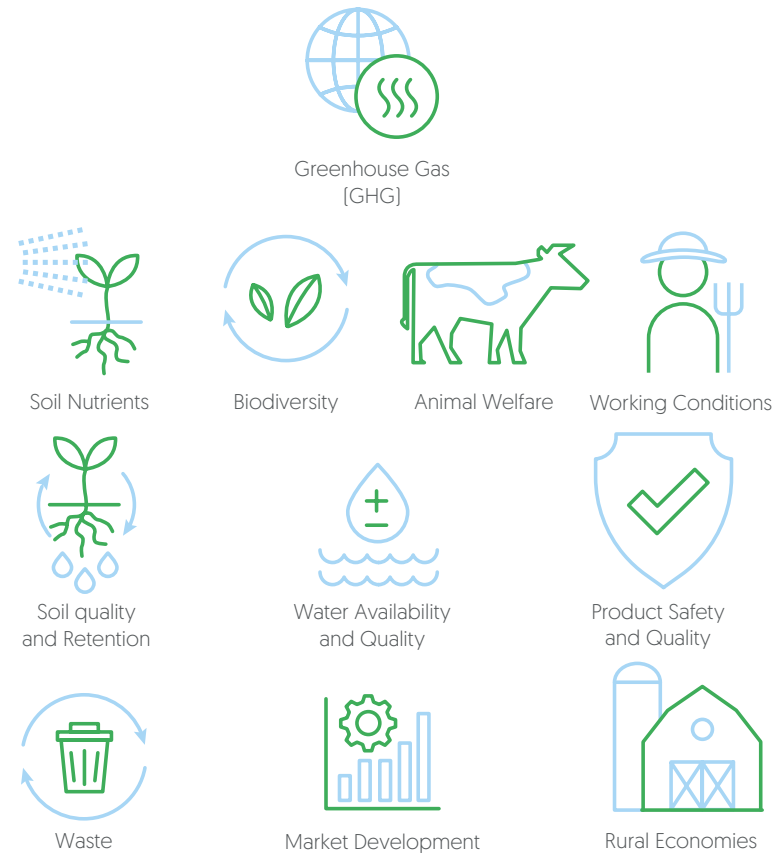 Greenhouse Gas
(GHG)
Soil Nutrients
Biodiversity
Animal Welfare
Working Conditions
Soil quality
and Retention
Water Availability
and Quality
Product Safety
and Quality
Waste
Market Development
Rural Economies